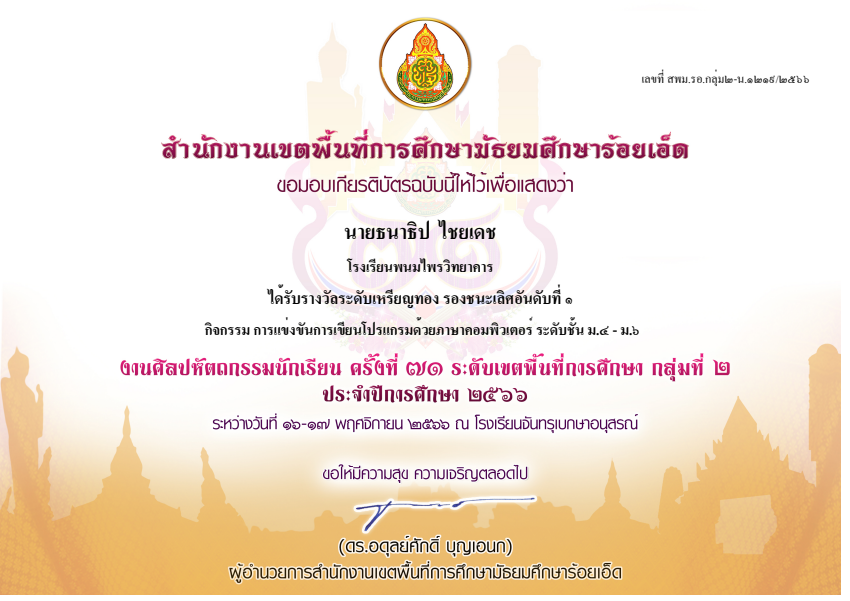 เลขที่ สพม.รอ.กลุ่ม๒-น.๑๒๑๙/๒๕๖๖
สำนักงานเขตพื้นที่การศึกษามัธยมศึกษาร้อยเอ็ด
ขอมอบเกียรติบัตรฉบับนี้ให้ไว้เพื่อแสดงว่า
นายธนาธิป ไชยเดช
โรงเรียนพนมไพรวิทยาคาร
ได้รับรางวัลระดับเหรียญทอง รองชนะเลิศอันดับที่ ๑
กิจกรรม การแข่งขันการเขียนโปรแกรมด้วยภาษาคอมพิวเตอร์ ระดับชั้น ม.๔ - ม.๖
งานศิลปหัตถกรรมนักเรียน ครั้งที่ ๗๑ ระดับเขตพื้นที่การศึกษา กลุ่มที่ ๒
ประจำปีการศึกษา ๒๕๖๖
ระหว่างวันที่ ๑๖-๑๗ พฤศจิกายน ๒๕๖๖ ณ โรงเรียนจันทรุเบกษาอนุสรณ์
ขอให้มีความสุข ความเจริญตลอดไป
(ดร.อดุลย์ศักดิ์ บุญเอนก)
ผู้อำนวยการสำนักงานเขตพื้นที่การศึกษามัธยมศึกษาร้อยเอ็ด